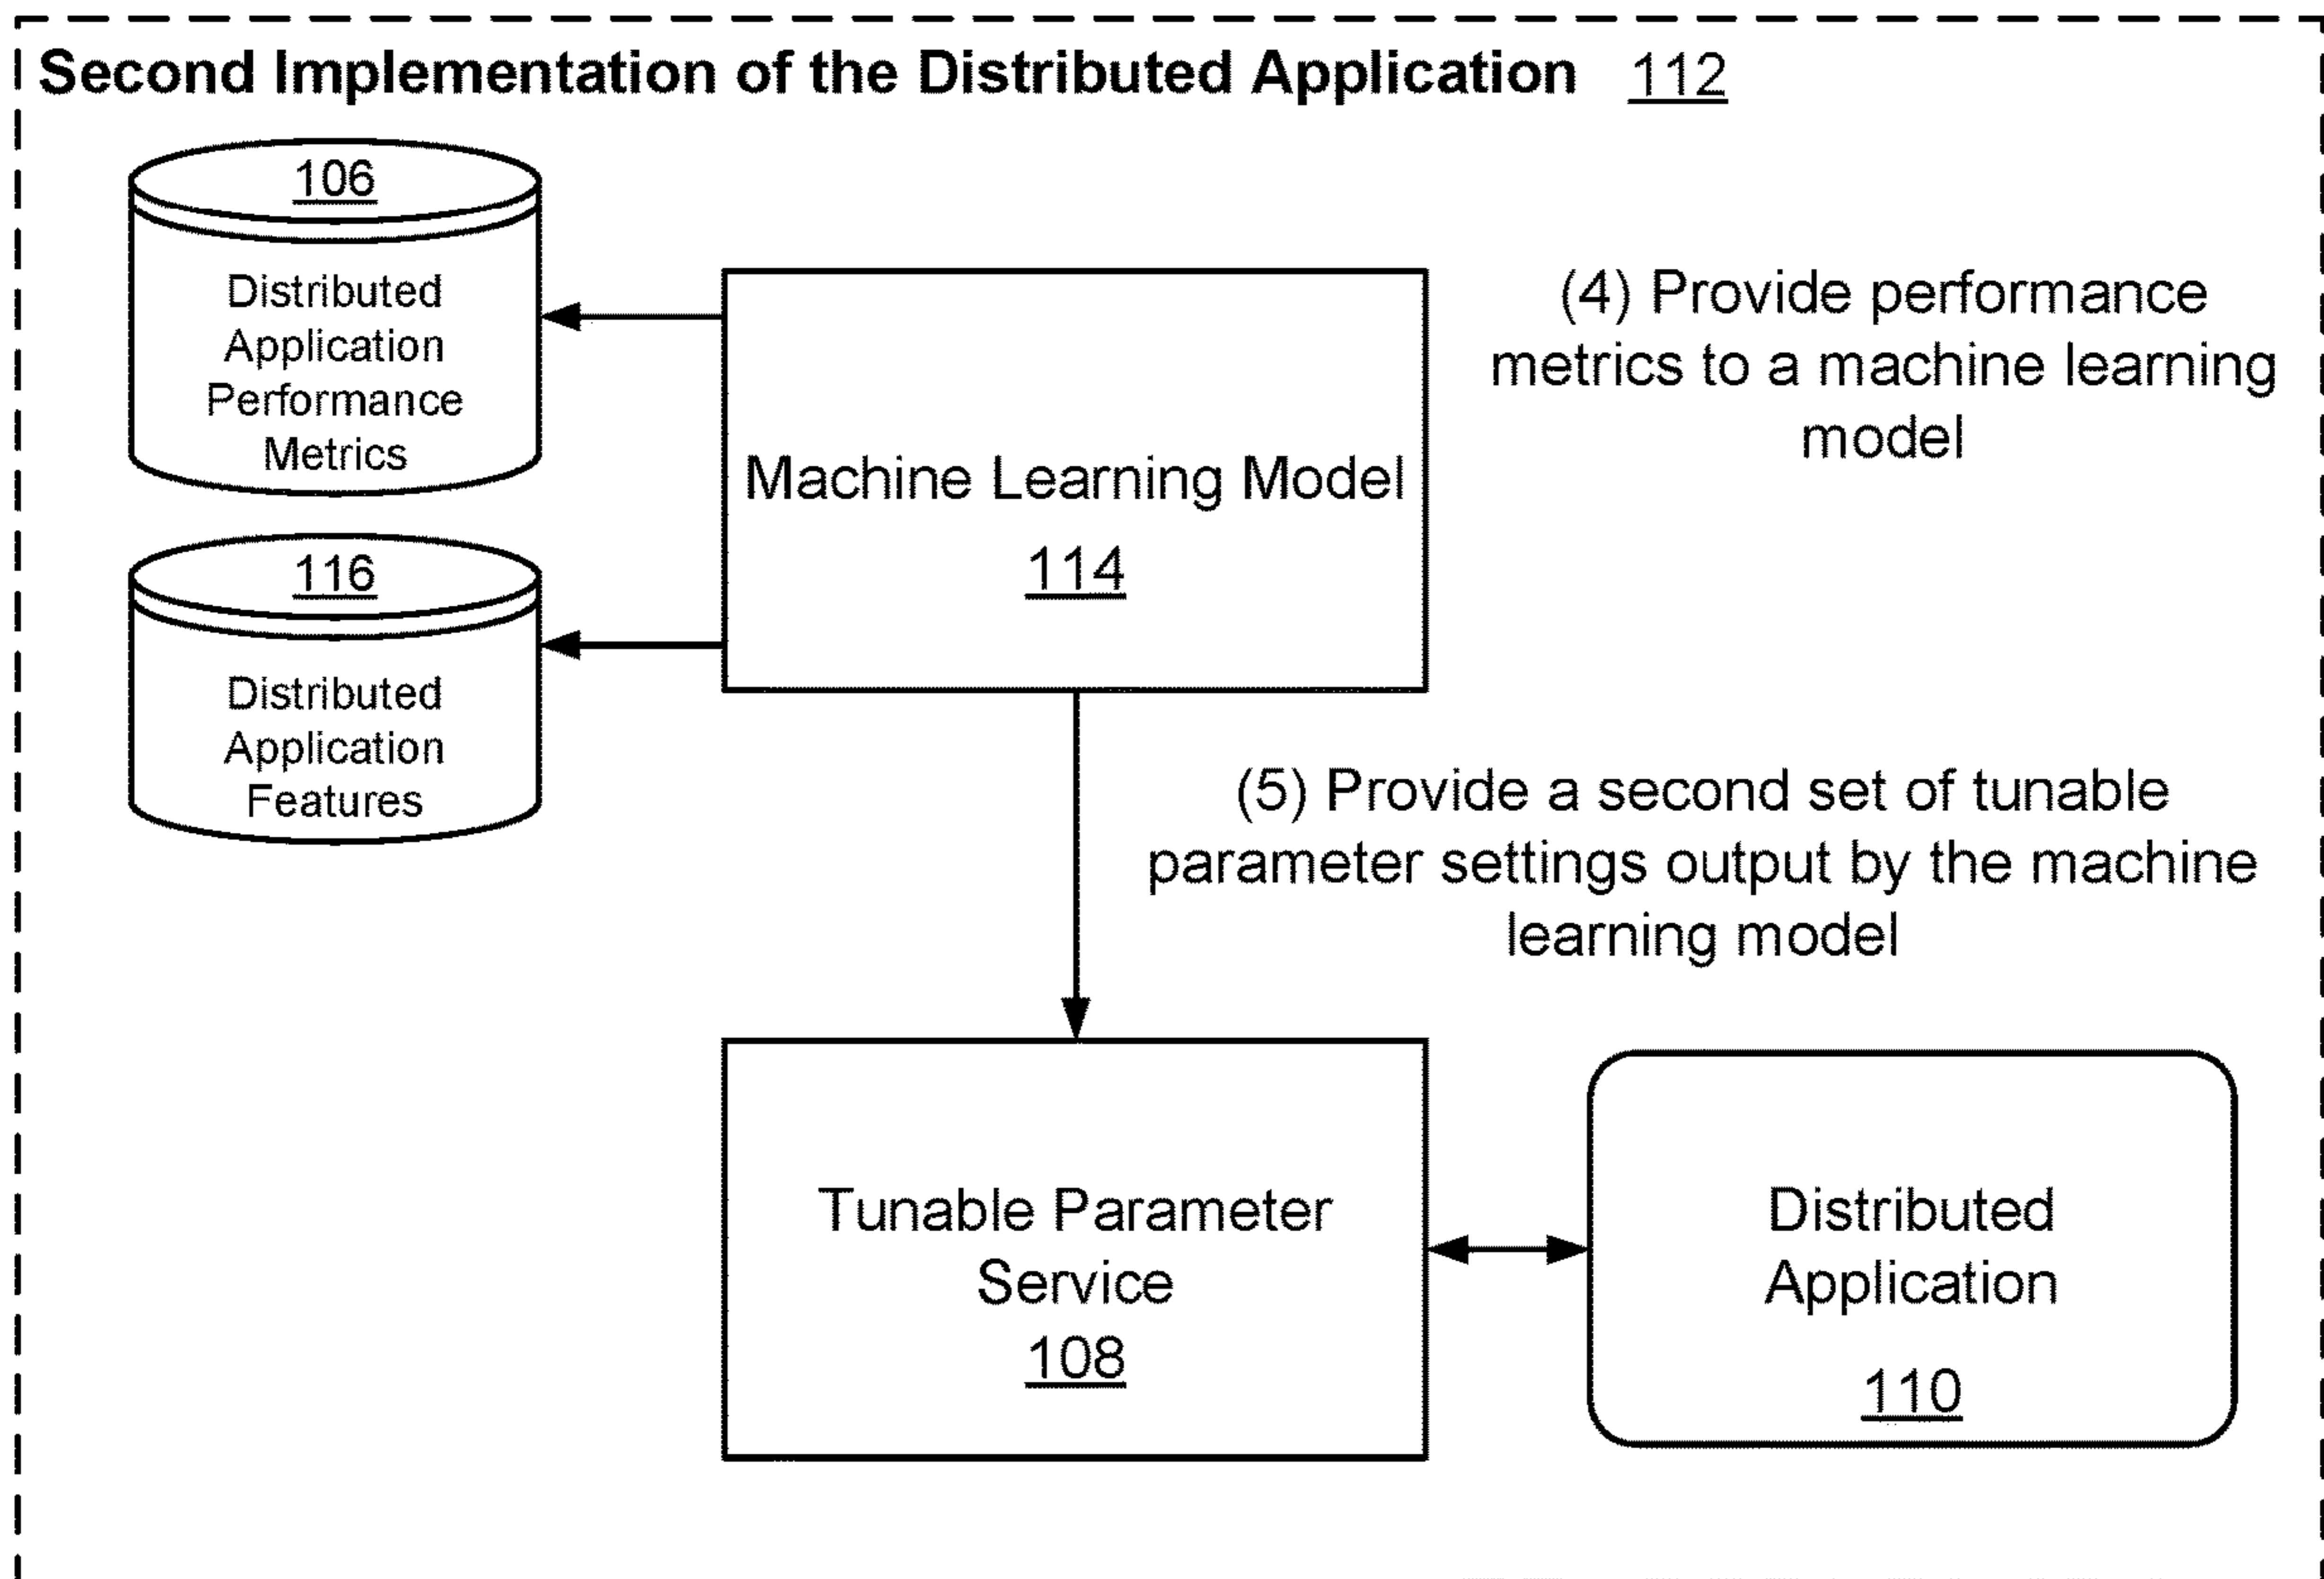 Second Implementation of the Distributed Application 112
106
Distributed
Application
Performance
Metrics
116
Distributed
Application
Features
Machine Learning Model
114
(4) Provide performance
metrics to a machine learning
model
(5) Provide a second set of tunable
parameter settings output by the machine
learning model
Tunable Parameter
Service
108
Distributed
Application
110